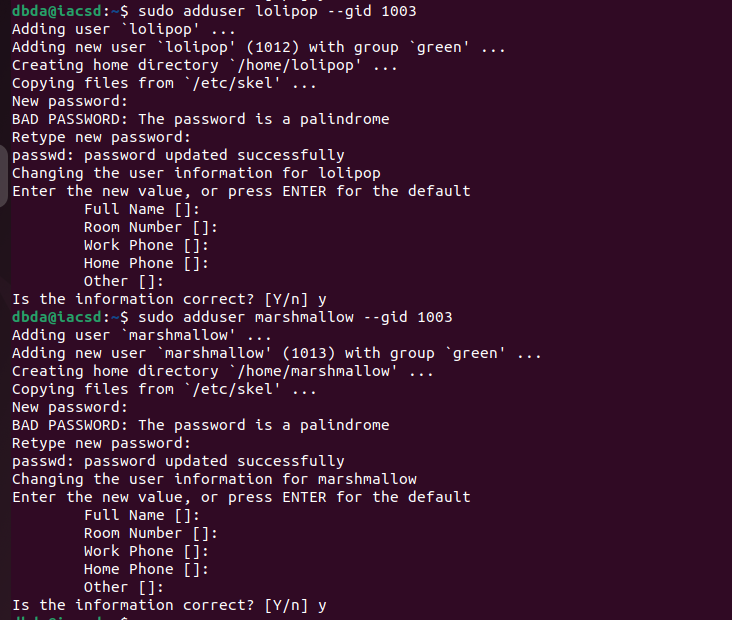 dbda@iacsd:~$ sudo adduser lolipop --gid 1003
Adding user `lolipop' ...
Adding new user `lolipop' (1012) with group `green' ...
Creating home directory `/home/lolipop' ...
Copying files from `/etc/skel' ...
New password:
BAD PASSWORD: The password is a palindrome
Retype new password:
passwd: password updated successfully
Changing the user information for lolipop
Enter the new value, or press ENTER for the default
        Full Name []:
        Room Number []:
        Work Phone []:
        Home Phone []:
        Other []:
Is the information correct? [Y/n] y
dbda@iacsd:~$ sudo adduser marshmallow --gid 1003
Adding user `marshmallow' ...
Adding new user `marshmallow' (1013) with group `green' ...
Creating home directory `/home/marshmallow' ...
Copying files from `/etc/skel' ...
New password:
BAD PASSWORD: The password is a palindrome
Retype new password:
passwd: password updated successfully
Changing the user information for marshmallow
Enter the new value, or press ENTER for the default
        Full Name []:
        Room Number []:
        Work Phone []:
        Home Phone []:
        Other []:
Is the information correct? [Y/n] y